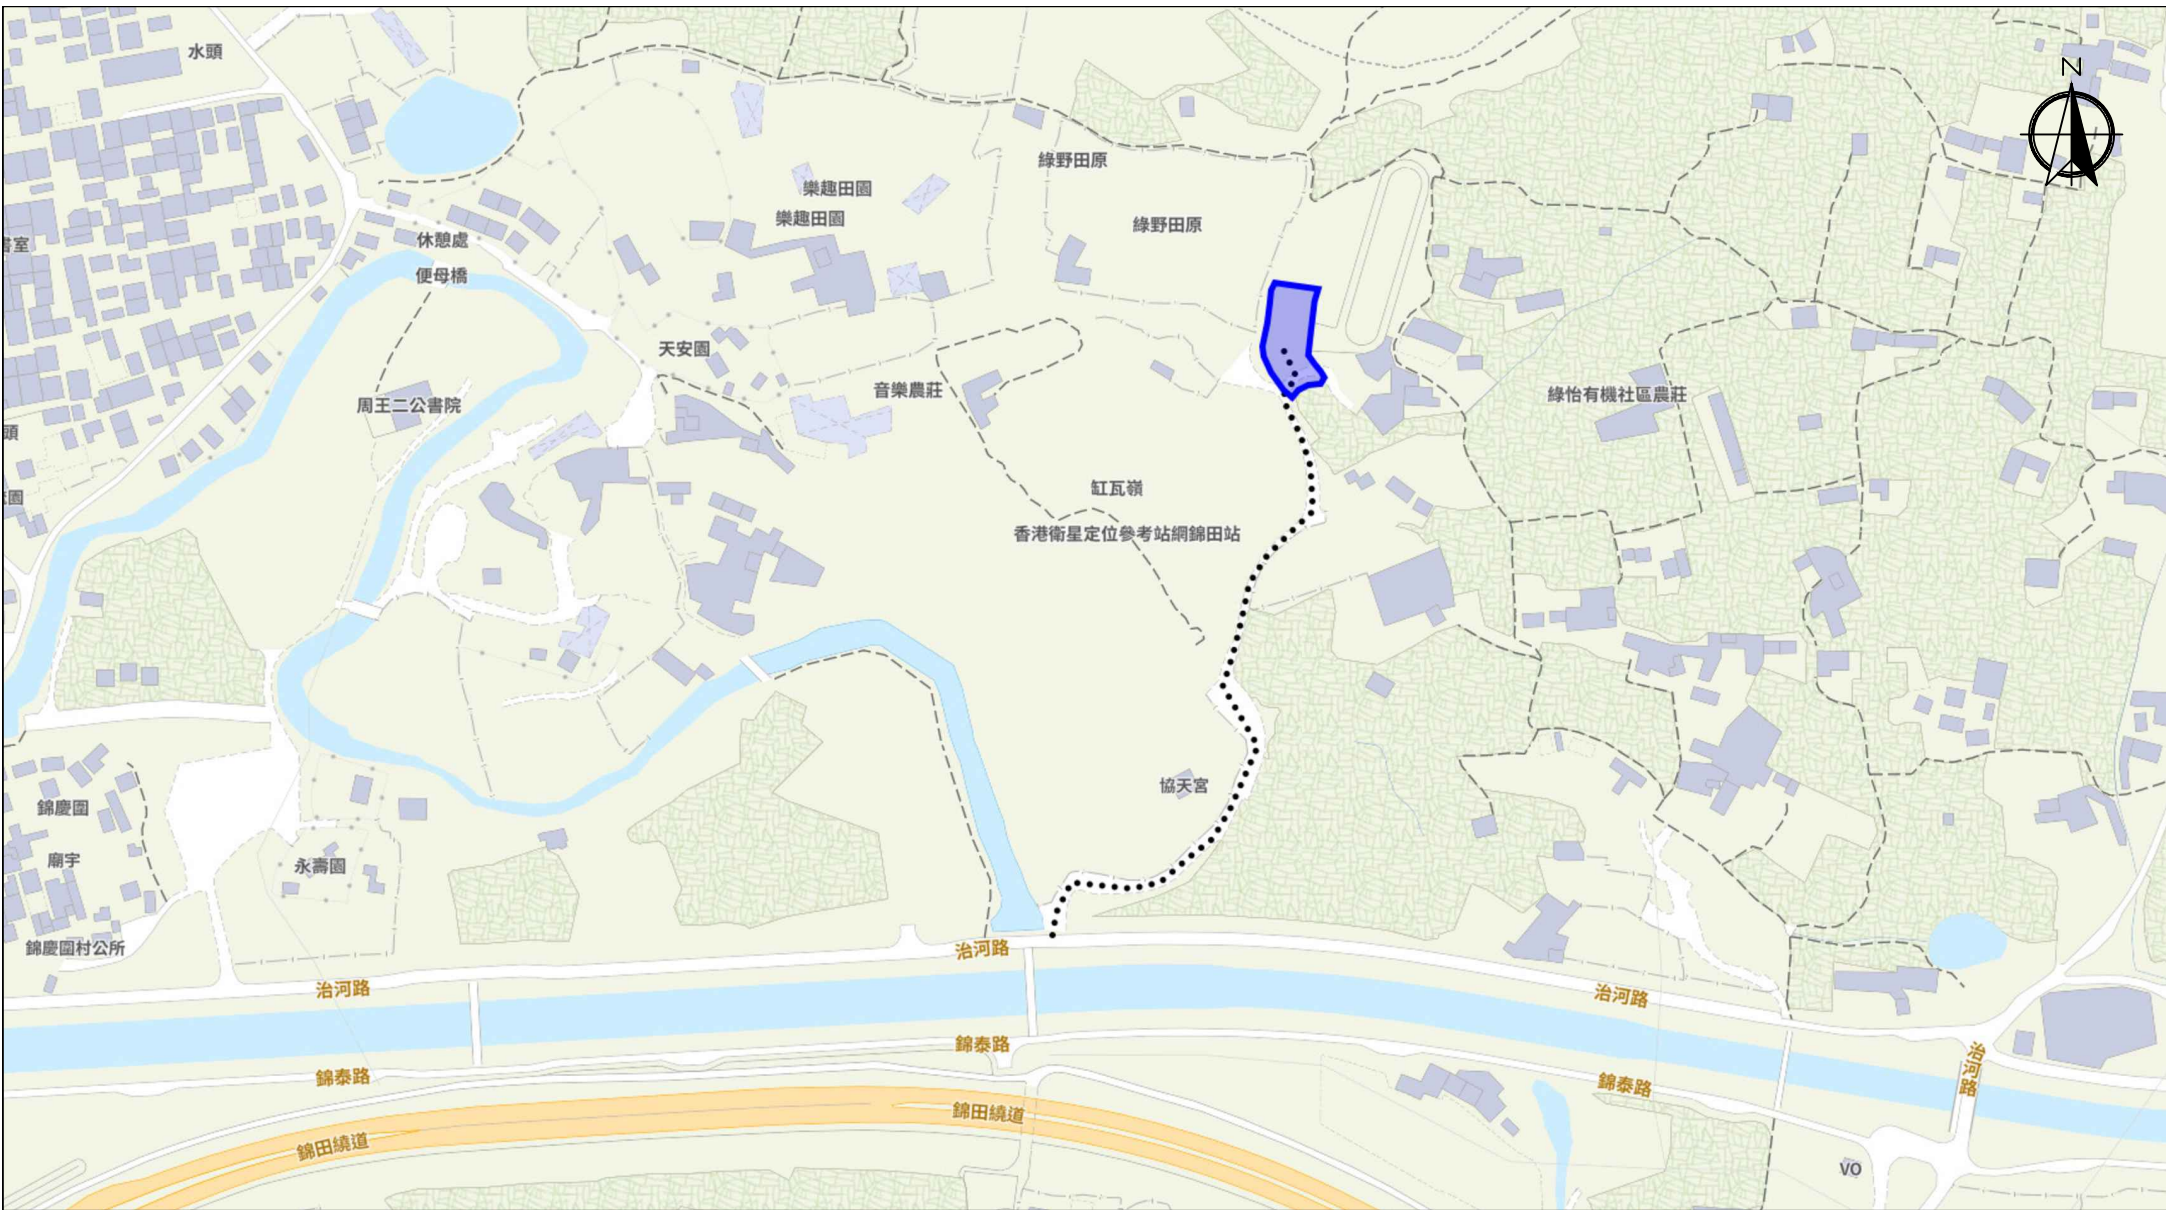 N
水頭
綠野田原
樂趣田園
樂趣田園
綠野田原
書室
休憩處
便母橋
天安園
音樂農莊
綠怡有機社區農莊
周王二公書院
頭
缸瓦嶺
園
香港衛星定位參考站網錦田站
協天宮
錦慶圍
廟宇
永壽園
錦慶圍村公所
治河路
治河路
治河路
錦泰路
治河路
錦泰路
錦泰路
錦田繞道
錦田繞道
VO